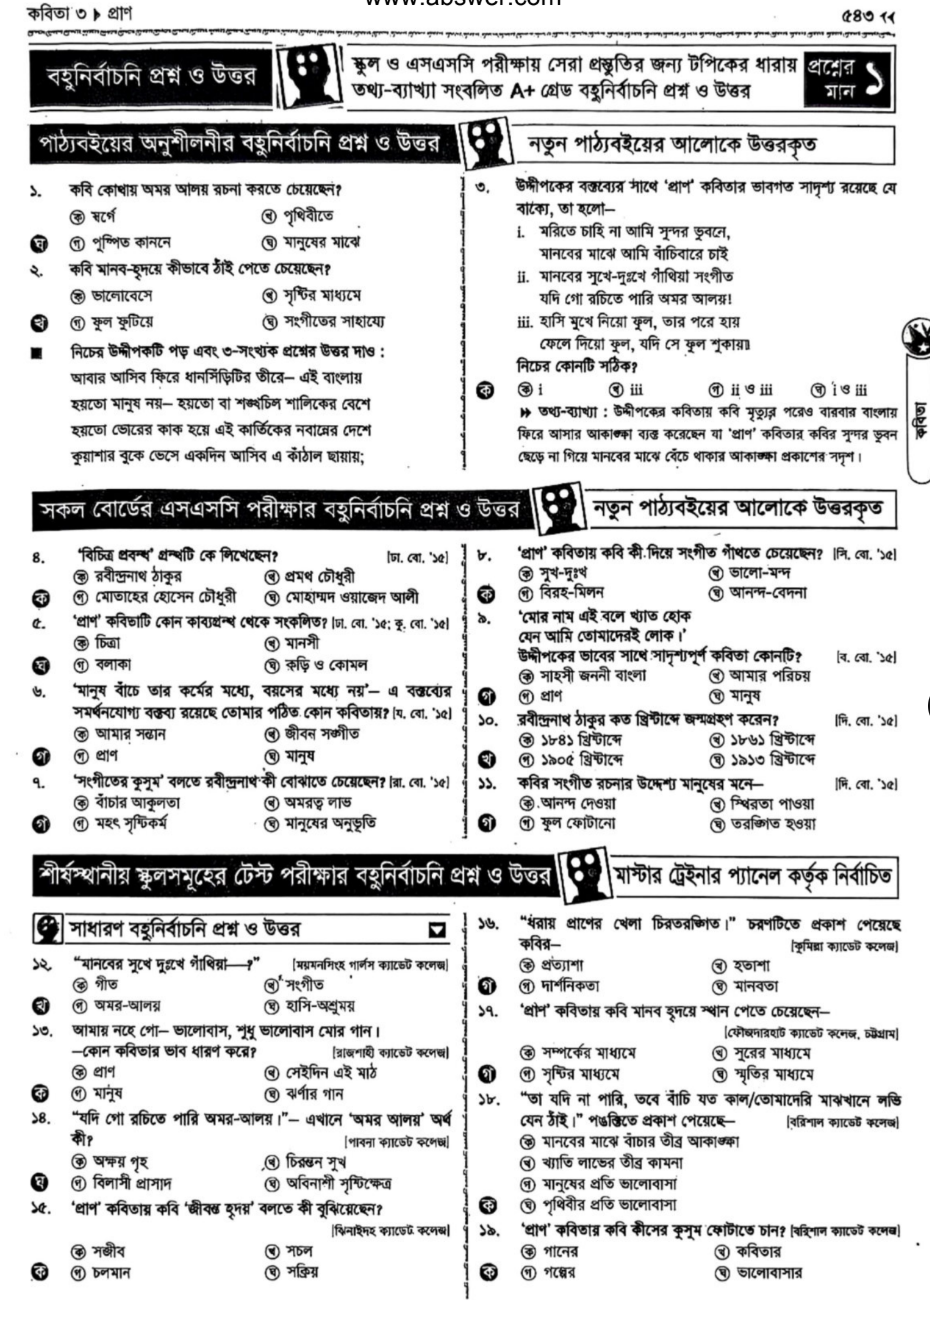 কবিতা ৩ ▶ প্রাণ
www.abswer.com
৫৪৩
বহুনির্বাচনি প্রশ্ন ও উত্তর
স্কুল ও এসএসসি পরীক্ষায় সেরা প্রস্তুতির জন্য টপিকের ধারায়
তথ্য-ব্যাখ্যা সংবলিত A+ গ্রেড বহুনির্বাচনি প্রশ্ন ও উত্তর
প্রশ্নের
মান ১
পাঠ্যবইয়ের অনুশীলনীর বহুনির্বাচনি প্রশ্ন ও উত্তর
নতুন পাঠ্যবইয়ের আলোকে উত্তরকৃত
১. কবি কোথায় অমর আলয় রচনা করতে চেয়েছেন?
ক স্বর্গে খ পৃথিবীতে
ঘ গ পুষ্পিত কাননে ঘ মানুষের মাঝে
২. কবি মানব-হৃদয়ে কীভাবে ঠাঁই পেতে চেয়েছেন?
ক ভালোবেসে খ সৃষ্টির মাধ্যমে
খ গ ফুল ফুটিয়ে ঘ সংগীতের সাহায্যে
■ নিচের উদ্দীপকটি পড় এবং ৩-সংখ্যক প্রশ্নের উত্তর দাও :
আবার আসিব ফিরে ধানসিঁড়িটির তীরে— এই বাংলায়
হয়তো মানুষ নয়— হয়তো বা শঙ্খচিল শালিকের বেশে
হয়তো ভোরের কাক হয়ে এই কার্তিকের নবান্নের দেশে
কুয়াশার বুকে ভেসে একদিন আসিব এ কাঁঠাল ছায়ায়;
৩. উদ্দীপকের বক্তব্যের সাথে ‘প্রাণ’ কবিতার ভাবগত সাদৃশ্য রয়েছে যে
বাক্যে, তা হলো—
i. মরিতে চাহি না আমি সুন্দর ভুবনে,
মানবের মাঝে আমি বাঁচিবারে চাই
ii. মানবের সুখে-দুঃখে গাঁথিয়া সংগীত
যদি গো রচিতে পারি অমর আলয়!
iii. হাসি মুখে নিয়ো ফুল, তার পরে হায়
ফেলে দিয়ো ফুল, যদি সে ফুল শুকায়॥
নিচের কোনটি সঠিক?
ক ক i খ iii গ ii ও iii ঘ i ও iii
তথ্য-ব্যাখ্যা : উদ্দীপকের কবিতায় কবি মৃত্যুর পরেও বারবার বাংলায়
ফিরে আসার আকাঙ্ক্ষা ব্যক্ত করেছেন যা ‘প্রাণ’ কবিতার কবির সুন্দর ভুবন
ছেড়ে না গিয়ে মানবের মাঝে বেঁচে থাকার আকাঙ্ক্ষা প্রকাশের সদৃশ।
কবিতা
সকল বোর্ডের এসএসসি পরীক্ষার বহুনির্বাচনি প্রশ্ন ও উত্তর
নতুন পাঠ্যবইয়ের আলোকে উত্তরকৃত
৪. ‘বিচিত্র প্রবন্ধ’ গ্রন্থটি কে লিখেছেন? [ঢা. বো. '১৫]
ক রবীন্দ্রনাথ ঠাকুর খ প্রমথ চৌধুরী
ক গ মোতাহের হোসেন চৌধুরী ঘ মোহাম্মদ ওয়াজেদ আলী
৫. ‘প্রাণ’ কবিতাটি কোন কাব্যগ্রন্থ থেকে সংকলিত? [ঢা. বো. '১৫; কু. বো. '১৫]
ক চিত্রা খ মানসী
ঘ গ বলাকা ঘ কড়ি ও কোমল
৬. ‘মানুষ বাঁচে তার কর্মের মধ্যে, বয়সের মধ্যে নয়’— এ বক্তব্যের
সমর্থনযোগ্য বক্তব্য রয়েছে তোমার পঠিত কোন কবিতায়? [য. বো. '১৫]
ক আমার সন্তান খ জীবন সঙ্গীত
গ গ প্রাণ ঘ মানুষ
৭. ‘সংগীতের কুসুম’ বলতে রবীন্দ্রনাথ কী বোঝাতে চেয়েছেন? [রা. বো. '১৫]
ক বাঁচার আকুলতা খ অমরত্ব লাভ
গ গ মহৎ সৃষ্টিকর্ম ঘ মানুষের অনুভূতি
৮. ‘প্রাণ’ কবিতায় কবি কী দিয়ে সংগীত গাঁথতে চেয়েছেন? [সি. বো. '১৫]
ক সুখ-দুঃখ খ ভালো-মন্দ
ক গ বিরহ-মিলন ঘ আনন্দ-বেদনা
৯. ‘মোর নাম এই বলে খ্যাত হোক
যেন আমি তোমাদেরই লোক।’
উদ্দীপকের ভাবের সাথে সাদৃশ্যপূর্ণ কবিতা কোনটি? [ব. বো. '১৫]
ক সাহসী জননী বাংলা খ আমার পরিচয়
গ গ প্রাণ ঘ মানুষ
১০. রবীন্দ্রনাথ ঠাকুর কত খ্রিষ্টাব্দে জন্মগ্রহণ করেন? [দি. বো. '১৫]
ক ১৮৪১ খ্রিষ্টাব্দে খ ১৮৬১ খ্রিষ্টাব্দে
খ গ ১৯০৫ খ্রিষ্টাব্দে ঘ ১৯১৩ খ্রিষ্টাব্দে
১১. কবির সংগীত রচনার উদ্দেশ্য মানুষের মনে— [দি. বো. '১৫]
ক আনন্দ দেওয়া খ স্থিরতা পাওয়া
গ গ ফুল ফোটানো ঘ তরঙ্গিত হওয়া
শীর্ষস্থানীয় স্কুলসমূহের টেস্ট পরীক্ষার বহুনির্বাচনি প্রশ্ন ও উত্তর
মাস্টার ট্রেইনার প্যানেল কর্তৃক নির্বাচিত
সাধারণ বহুনির্বাচনি প্রশ্ন ও উত্তর
১২. “মানবের সুখে দুঃখে গাঁথিয়া—?” [ময়মনসিংহ গার্লস ক্যাডেট কলেজ]
ক গীত খ সংগীত
খ গ অমর-আলয় ঘ হাসি-অশ্রুময়
১৩. আমায় নহে গো— ভালোবাস, শুধু ভালোবাস মোর গান।
—কোন কবিতার ভাব ধারণ করে? [রাজশাহী ক্যাডেট কলেজ]
ক প্রাণ খ সেইদিন এই মাঠ
ক গ মানুষ ঘ ঝর্ণার গান
১৪. “যদি গো রচিতে পারি অমর-আলয়।”— এখানে ‘অমর আলয়’ অর্থ
কী? [পাবনা ক্যাডেট কলেজ]
ক অক্ষয় গৃহ খ চিরন্তন সুখ
ঘ গ বিলাসী প্রাসাদ ঘ অবিনাশী সৃষ্টিক্ষেত্র
১৫. ‘প্রাণ’ কবিতায় কবি ‘জীবন্ত হৃদয়’ বলতে কী বুঝিয়েছেন?
[ঝিনাইদহ ক্যাডেট কলেজ]
ক সজীব খ সচল
ক গ চলমান ঘ সক্রিয়
১৬. “ধরায় প্রাণের খেলা চিরতরঙ্গিত।” চরণটিতে প্রকাশ পেয়েছে
কবির— [কুমিল্লা ক্যাডেট কলেজ]
ক প্রত্যাশা খ হতাশা
গ গ দার্শনিকতা ঘ মানবতা
১৭. ‘প্রাণ’ কবিতায় কবি মানব হৃদয়ে স্থান পেতে চেয়েছেন—
[ফৌজদারহাট ক্যাডেট কলেজ, চট্টগ্রাম]
ক সম্পর্কের মাধ্যমে খ সুরের মাধ্যমে
গ গ সৃষ্টির মাধ্যমে ঘ স্মৃতির মাধ্যমে
১৮. “তা যদি না পারি, তবে বাঁচি যত কাল/তোমাদেরি মাঝখানে লভি
যেন ঠাঁই।” পঙক্তিতে প্রকাশ পেয়েছে— [বরিশাল ক্যাডেট কলেজ]
ক মানবের মাঝে বাঁচার তীব্র আকাঙ্ক্ষা
খ খ্যাতি লাভের তীব্র কামনা
গ মানুষের প্রতি ভালোবাসা
ক ঘ পৃথিবীর প্রতি ভালোবাসা
১৯. ‘প্রাণ’ কবিতায় কবি কীসের কুসুম ফোটাতে চান? [বরিশাল ক্যাডেট কলেজ]
ক গানের খ কবিতার
ক গ গল্পের ঘ ভালোবাসার